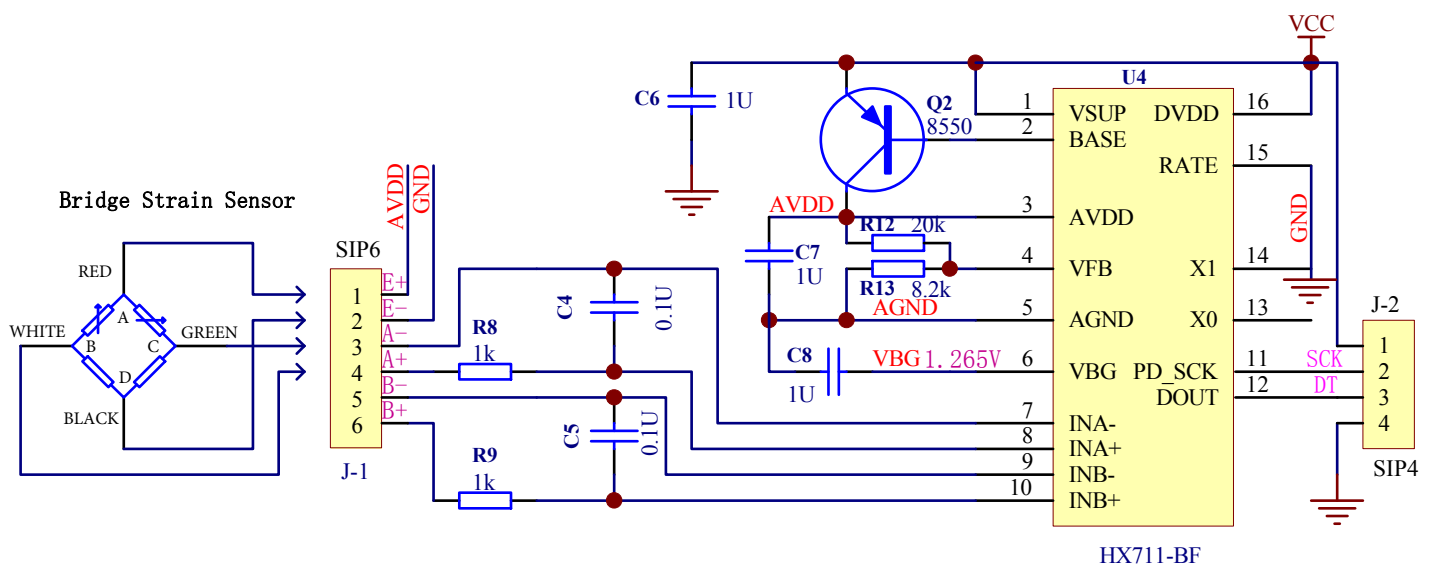 VCC
U4
C6
1U
Q2
8550
1
VSUP
DVDD
16
2
BASE
RATE
15
Bridge Strain Sensor
AVDD
GND
AVDD
3
AVDD
GND
R12
20k
C7
1U
4
VFB
X1
14
R13
8.2k
AGND
5
AGND
X0
13
SIP6
RED
A
WHITE
B
C
GREEN
D
BLACK
1
E+
2
E-
3
A-
4
A+
5
B-
6
B+
J-1
C4
0.1U
R8
1k
C5
0.1U
R9
1k
C8
1U
VBG 1.265V
6
VBG
PD_SCK
11
SCK
DOUT
12
DT
7
INA-
8
INA+
9
INB-
10
INB+
J-2
1
2
3
4
SIP4
HX711-BF